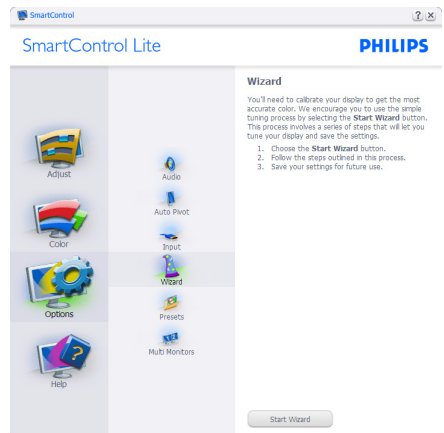 SmartControl
? ×
SmartControl Lite
PHILIPS
Adjust
Color
Options
Help
Audio
Auto Pivot
Input
Wizard
Presets
Multi Monitors
Wizard
You'll need to calibrate your display to get the most
accurate color. We encourage you to use the simple
tuning process by selecting the Start Wizard button.
This process involves a series of steps that will let you
tune your display and save the settings.
1. Choose the Start Wizard button.
2. Follow the steps outlined in this process.
3. Save your settings for future use.
Start Wizard